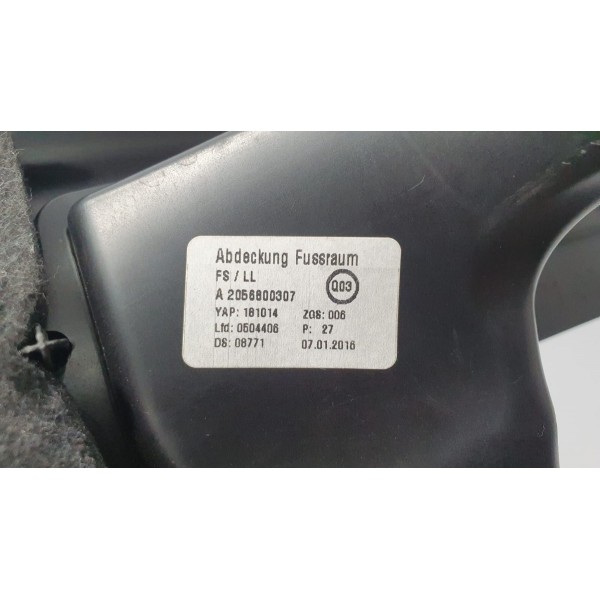 Abdeckung Fussraum
FS / LL
A 2056800307
Q03
YAP: 181014 ZGS: 006
Lfd: 0504406 P: 27
DS: 08771 07.01.2016